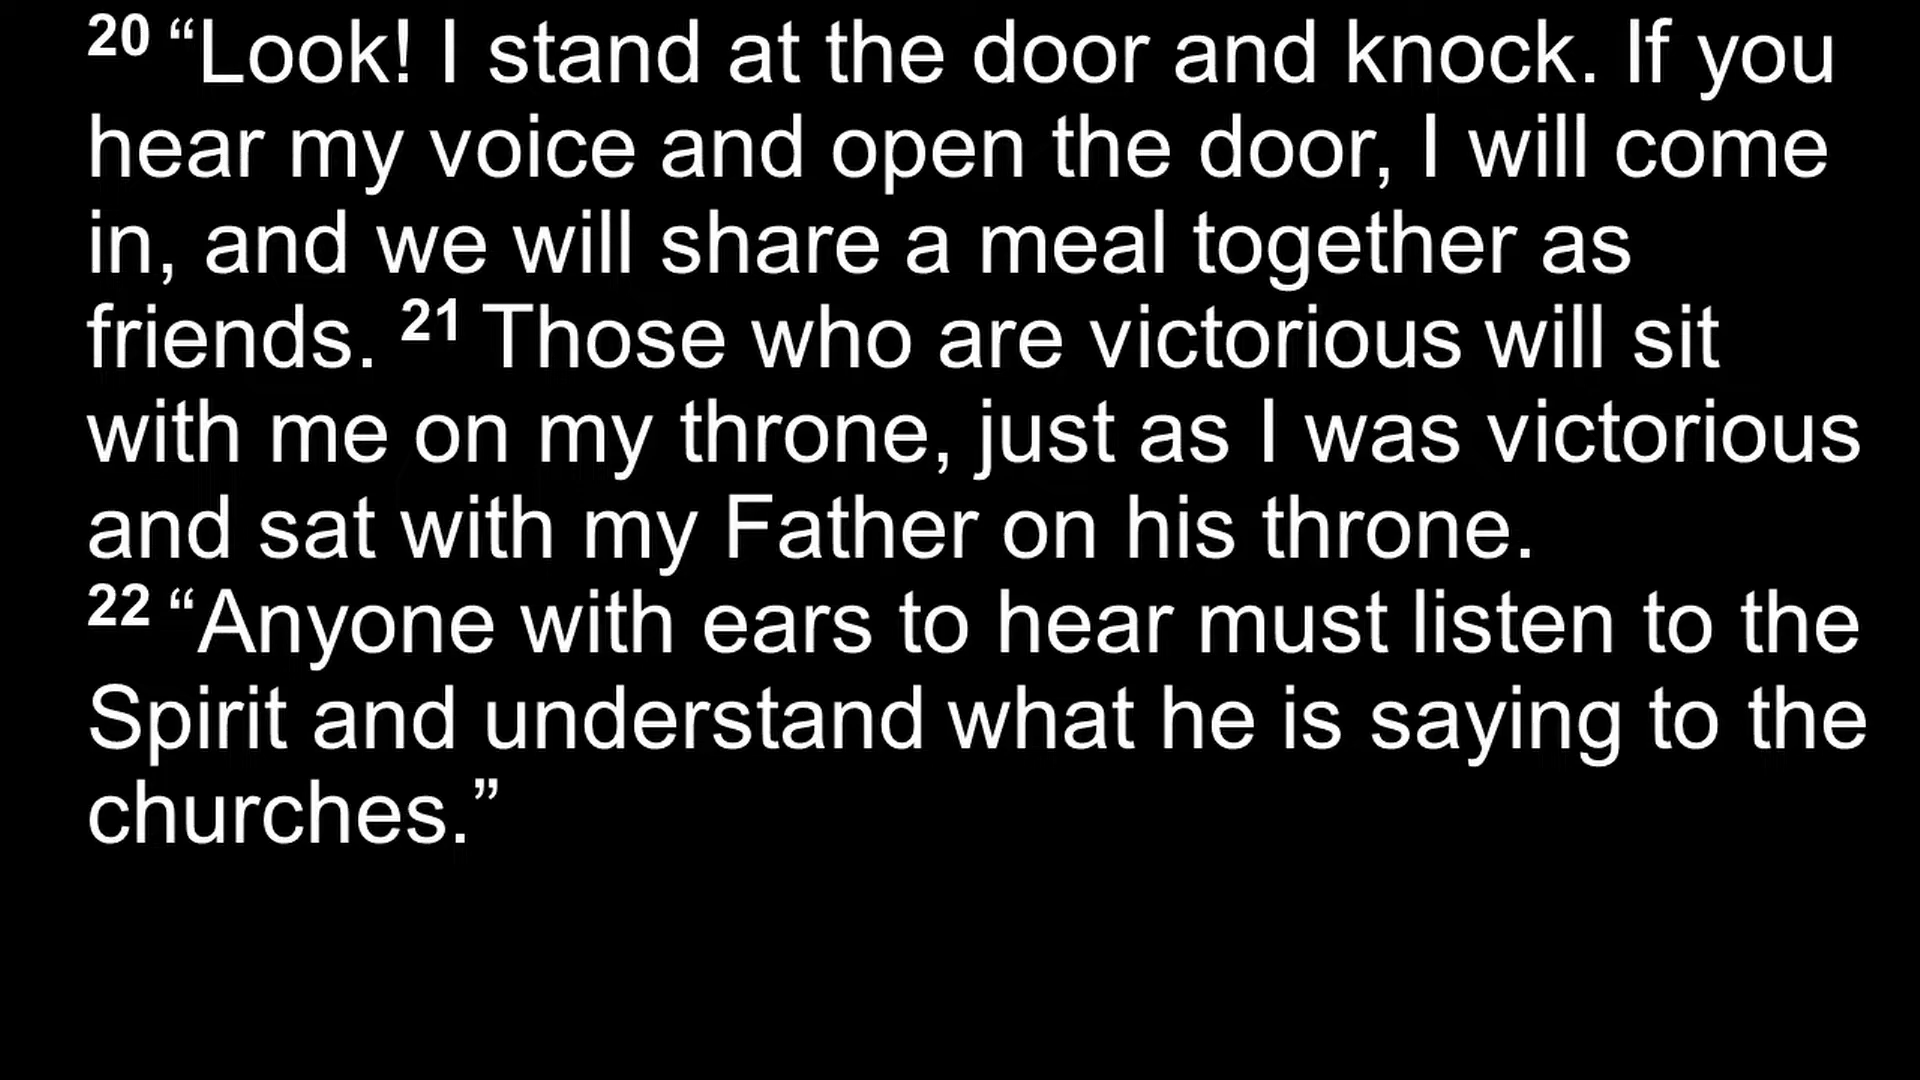 20 “Look! I stand at the door and knock. If you
hear my voice and open the door, I will come
in, and we will share a meal together as
friends. 21 Those who are victorious will sit
with me on my throne, just as I was victorious
and sat with my Father on his throne.
22 “Anyone with ears to hear must listen to the
Spirit and understand what he is saying to the
churches.”